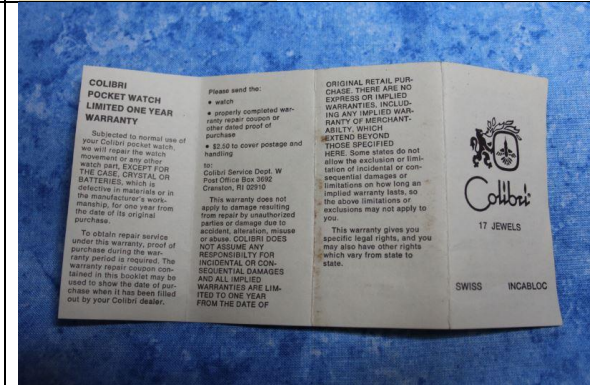 COLIBRI
POCKET WATCH
LIMITED ONE YEAR
WARRANTY
Subjected to normal use of
your Colibri pocket watch,
we will repair the watch
movement or any other
watch part, EXCEPT FOR
THE CASE, CRYSTAL OR
BATTERIES, which is
defective in materials or in
the manufacturer's work-
manship, for one year from
the date of its original
purchase.
To obtain repair service
under this warranty, proof of
purchase during the war-
ranty period is required. The
warranty repair coupon con-
tained in this booklet may be
used to show the date of pur-
chase when it has been filled
out by your Colibri dealer.
Please send the:
• watch
• properly completed war-
ranty repair coupon or
other dated proof of
purchase
• $2.50 to cover postage and
handling
to:
Colibri Service Dept. W
Post Office Box 3692
Cranston, RI 02910
This warranty does not
apply to damage resulting
from repair by unauthorized
parties or damage due to
accident, alteration, misuse
or abuse. COLIBRI DOES
NOT ASSUME ANY
RESPONSIBILTY FOR
INCIDENTAL OR CON-
SEQUENTIAL DAMAGES
AND ALL IMPLIED
WARRANTIES ARE LIM-
ITED TO ONE YEAR
FROM THE DATE OF
ORIGINAL RETAIL PUR-
CHASE. THERE ARE NO
EXPRESS OR IMPLIED
WARRANTIES, INCLUD-
ING ANY IMPLIED WAR-
RANTY OF MERCHANT-
ABILTY, WHICH
EXTEND BEYOND
THOSE SPECIFIED
HERE. Some states do not
allow the exclusion or limi-
tation of incidental or con-
sequential damages or
limitations on how long an
implied warranty lasts, so
the above limitations or
exclusions may not apply to
you.
This warranty gives you
specific legal rights, and you
may also have other rights
which vary from state to
state.
Colibri
17 JEWELS
SWISS INCABLOC